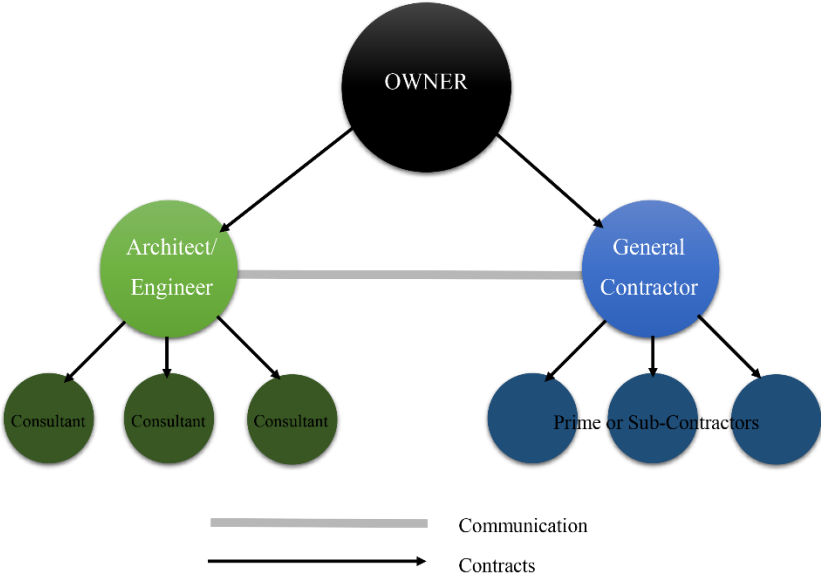 OWNER
Architect/
Engineer
General
Contractor
Consultant
Consultant
Consultant
Prime or Sub-Contractors
Communication
Contracts